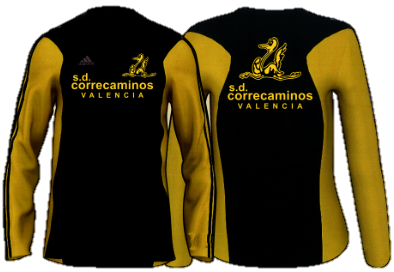 s.d.
correcaminos
VALENCIA
s.d.
correcaminos
VALENCIA